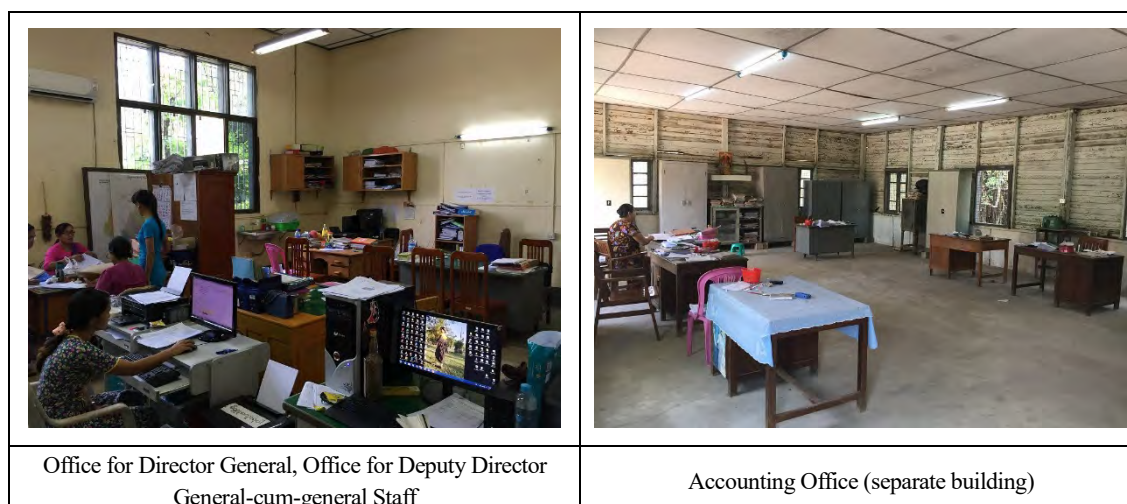 Office for Director General, Office for Deputy Director
General-cum-general Staff
Accounting Office (separate building)